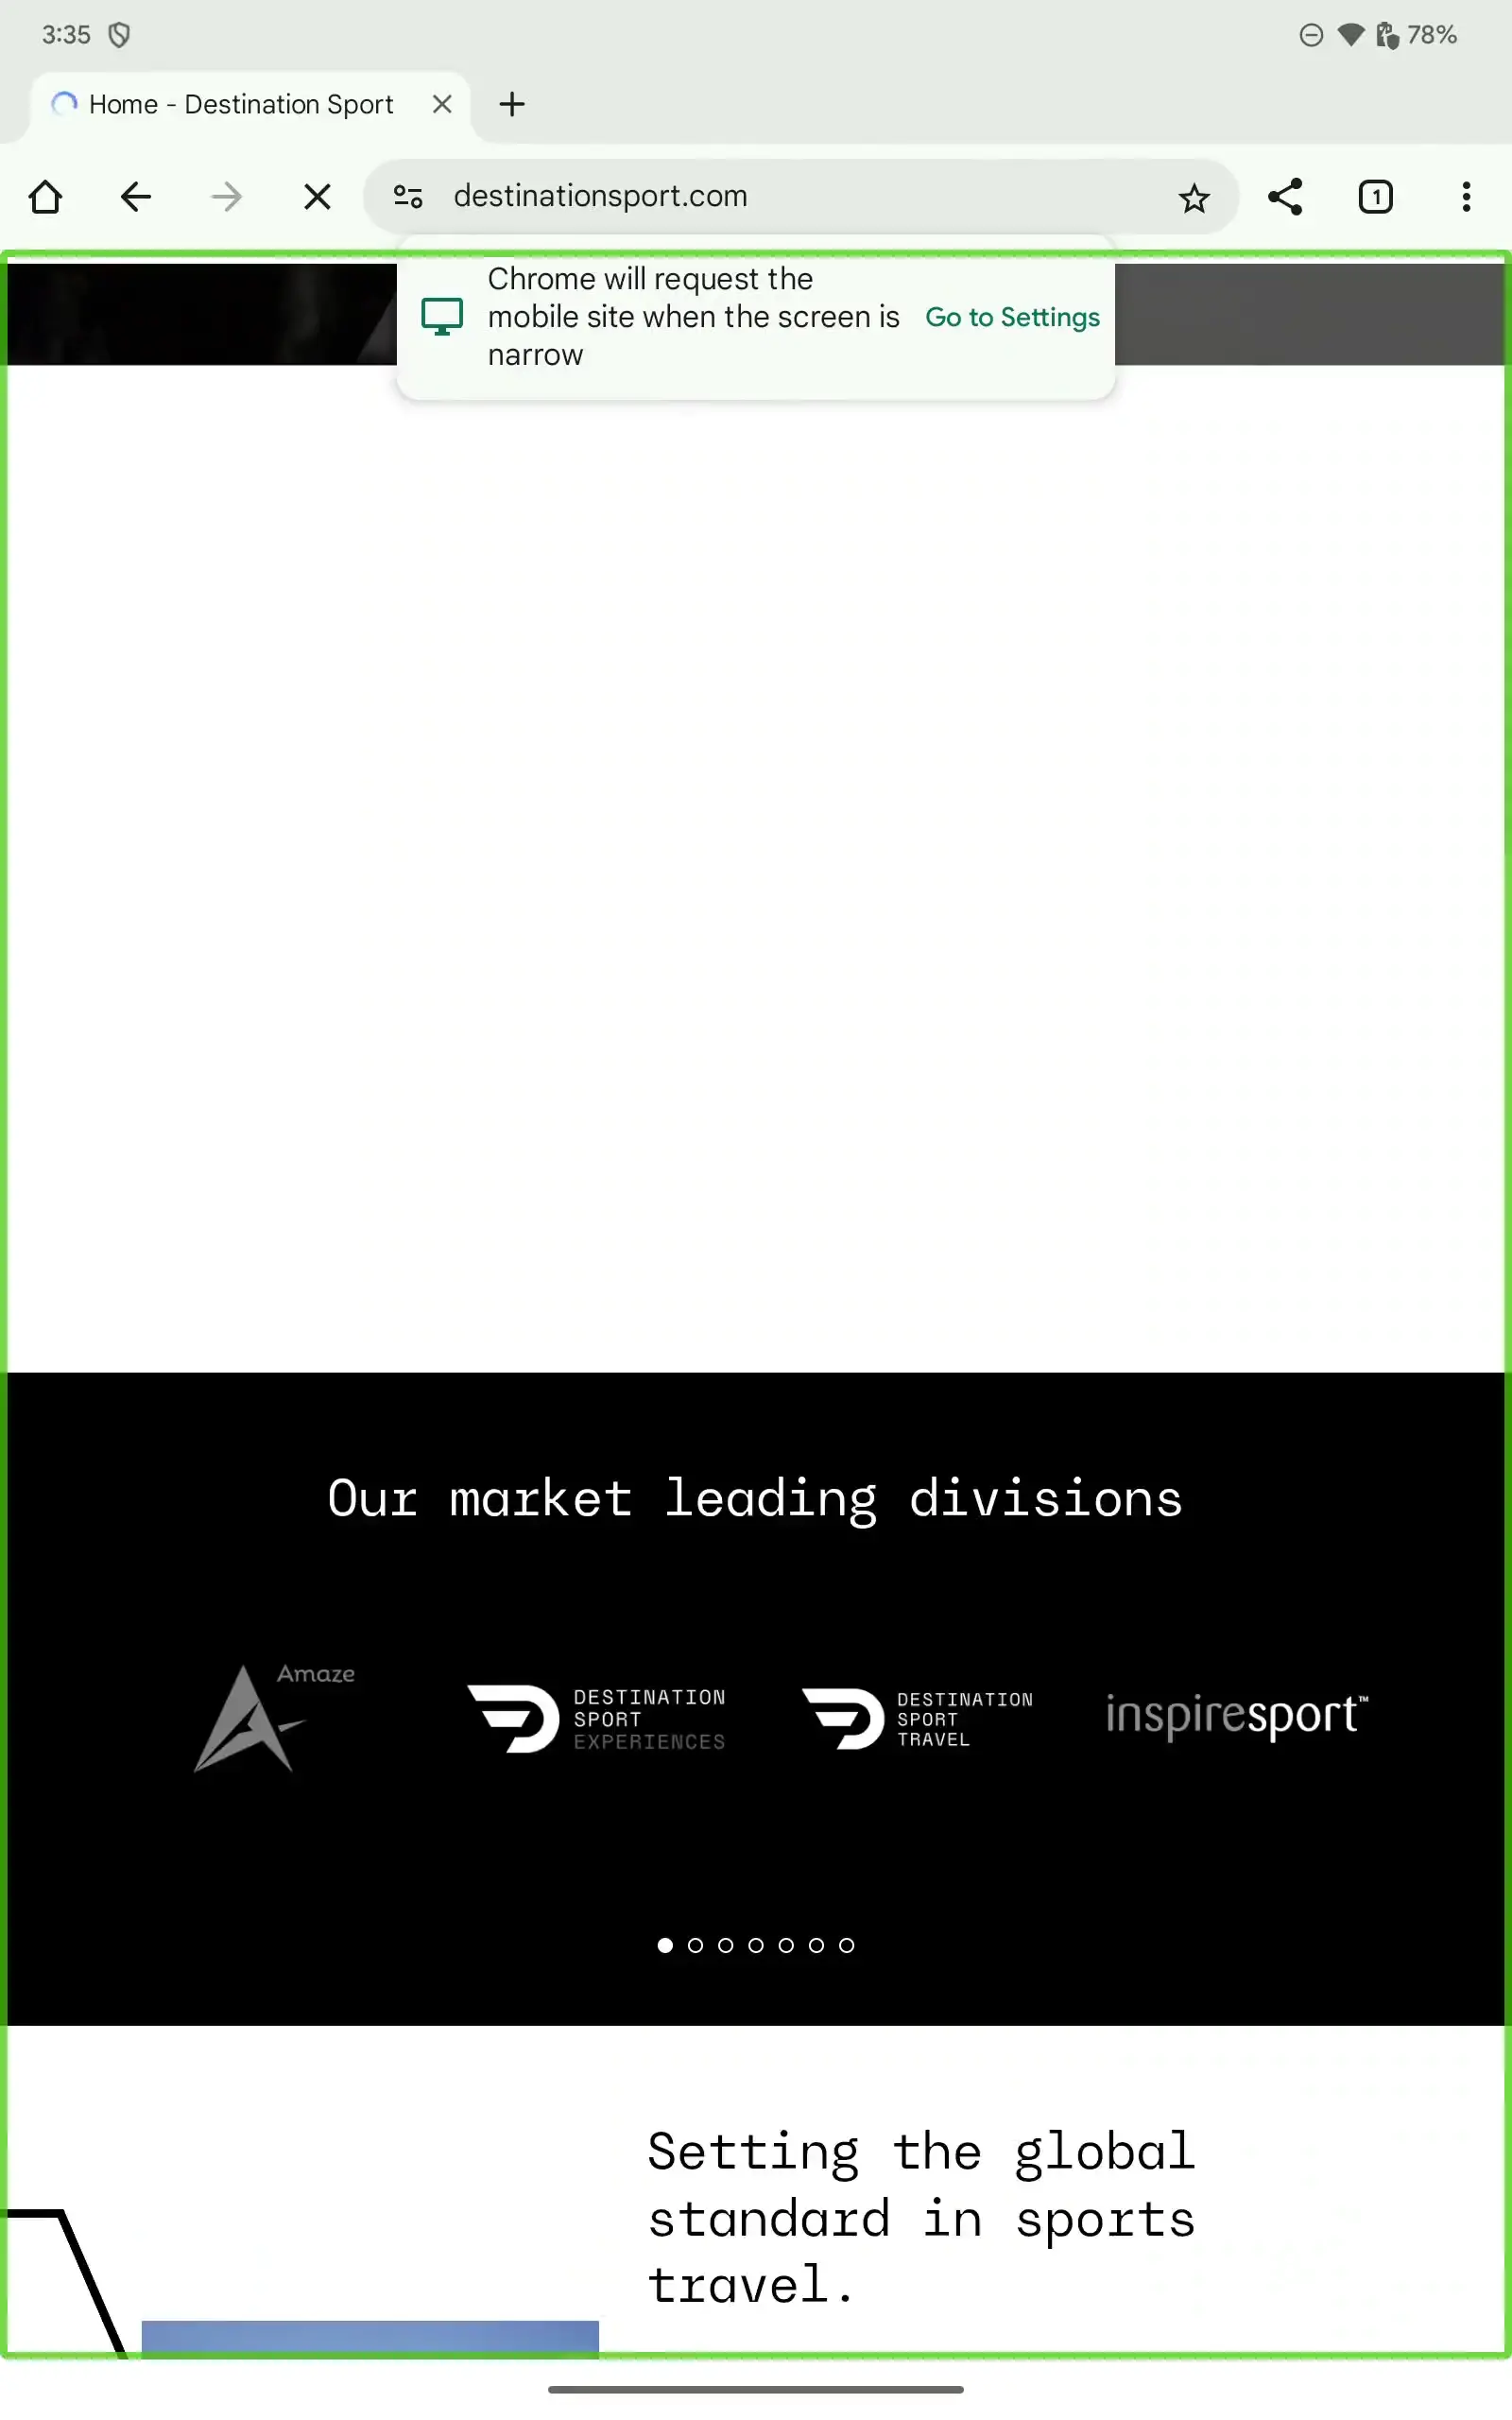 3:35
78%
Home - Destination Sport
destinationsport.com
1
Chrome will request the
mobile site when the screen is
narrow
Go to Settings
Our market leading divisions
Amaze
DESTINATION
SPORT
EXPERIENCES
DESTINATION
SPORT
TRAVEL
inspiresport™
Setting the global
standard in sports
travel.